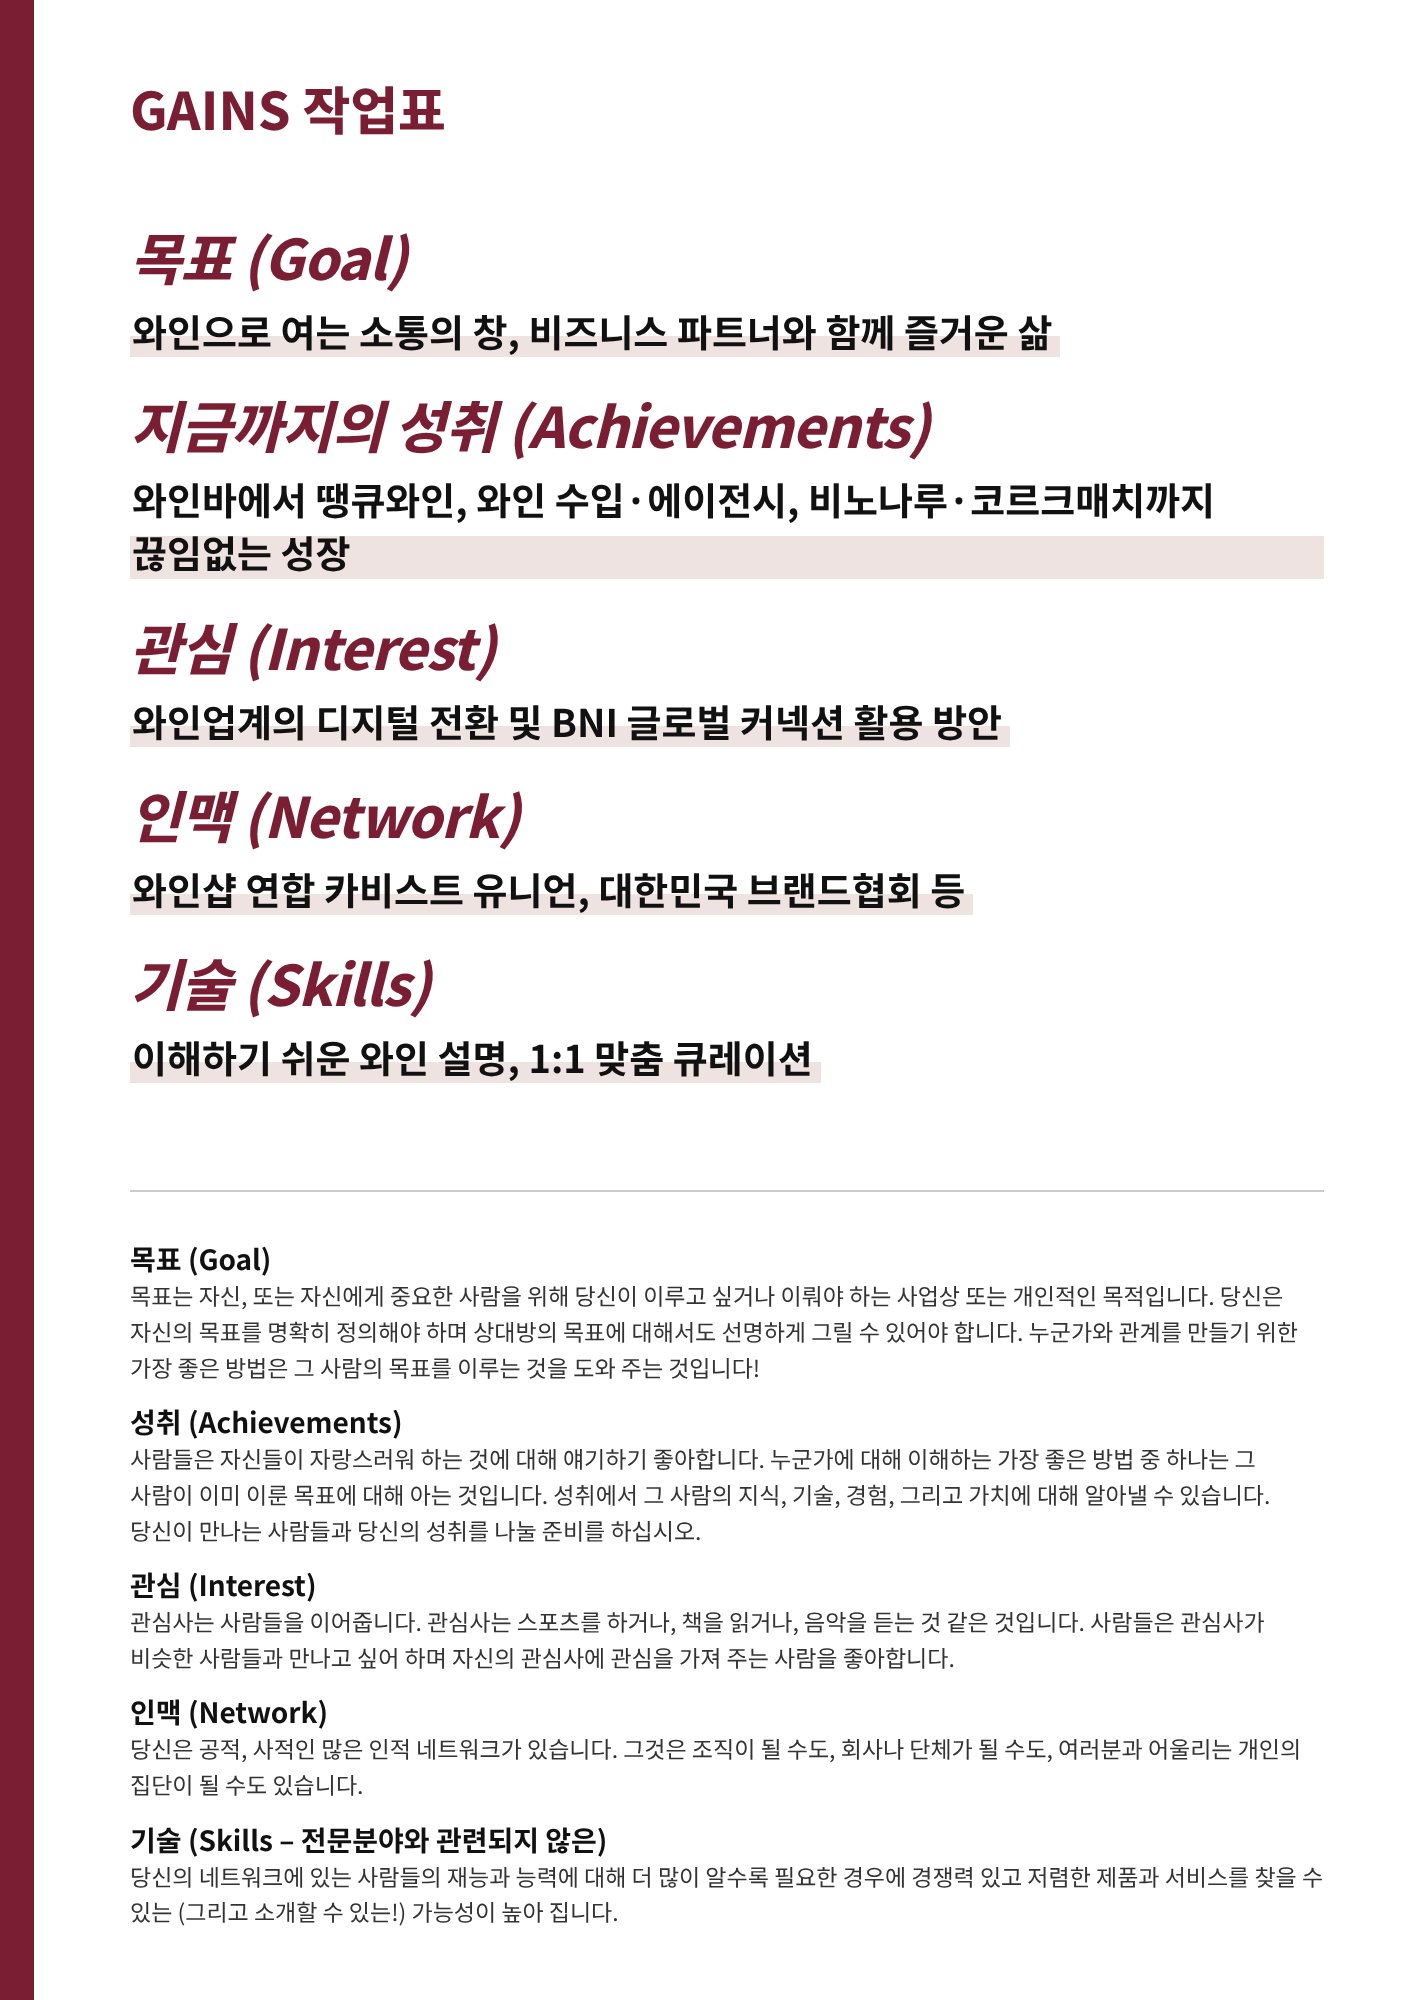 GAINS 작업표
목표 (Goal)
와인으로 여는 소통의 창, 비즈니스 파트너와 함께 즐거운 삶
지금까지의 성취 (Achievements)
와인바에서 땡큐와인, 와인 수입·에이전시, 비노나루·코르크매치까지
끊임없는 성장
관심 (Interest)
와인업계의 디지털 전환 및 BNI 글로벌 커넥션 활용 방안
인맥 (Network)
와인샵 연합 카비스트 유니언, 대한민국 브랜드협회 등
기술 (Skills)
이해하기 쉬운 와인 설명, 1:1 맞춤 큐레이션
목표 (Goal)
목표는 자신, 또는 자신에게 중요한 사람을 위해 당신이 이루고 싶거나 이뤄야 하는 사업상 또는 개인적인 목적입니다. 당신은
자신의 목표를 명확히 정의해야 하며 상대방의 목표에 대해서도 선명하게 그릴 수 있어야 합니다. 누군가와 관계를 만들기 위한
가장 좋은 방법은 그 사람의 목표를 이루는 것을 도와 주는 것입니다!
성취 (Achievements)
사람들은 자신들이 자랑스러워 하는 것에 대해 얘기하기 좋아합니다. 누군가에 대해 이해하는 가장 좋은 방법 중 하나는 그
사람이 이미 이룬 목표에 대해 아는 것입니다. 성취에서 그 사람의 지식, 기술, 경험, 그리고 가치에 대해 알아낼 수 있습니다.
당신이 만나는 사람들과 당신의 성취를 나눌 준비를 하십시오.
관심 (Interest)
관심사는 사람들을 이어줍니다. 관심사는 스포츠를 하거나, 책을 읽거나, 음악을 듣는 것 같은 것입니다. 사람들은 관심사가
비슷한 사람들과 만나고 싶어 하며 자신의 관심사에 관심을 가져 주는 사람을 좋아합니다.
인맥 (Network)
당신은 공적, 사적인 많은 인적 네트워크가 있습니다. 그것은 조직이 될 수도, 회사나 단체가 될 수도, 여러분과 어울리는 개인의
집단이 될 수도 있습니다.
기술 (Skills – 전문분야와 관련되지 않은)
당신의 네트워크에 있는 사람들의 재능과 능력에 대해 더 많이 알수록 필요한 경우에 경쟁력 있고 저렴한 제품과 서비스를 찾을 수
있는 (그리고 소개할 수 있는!) 가능성이 높아 집니다.